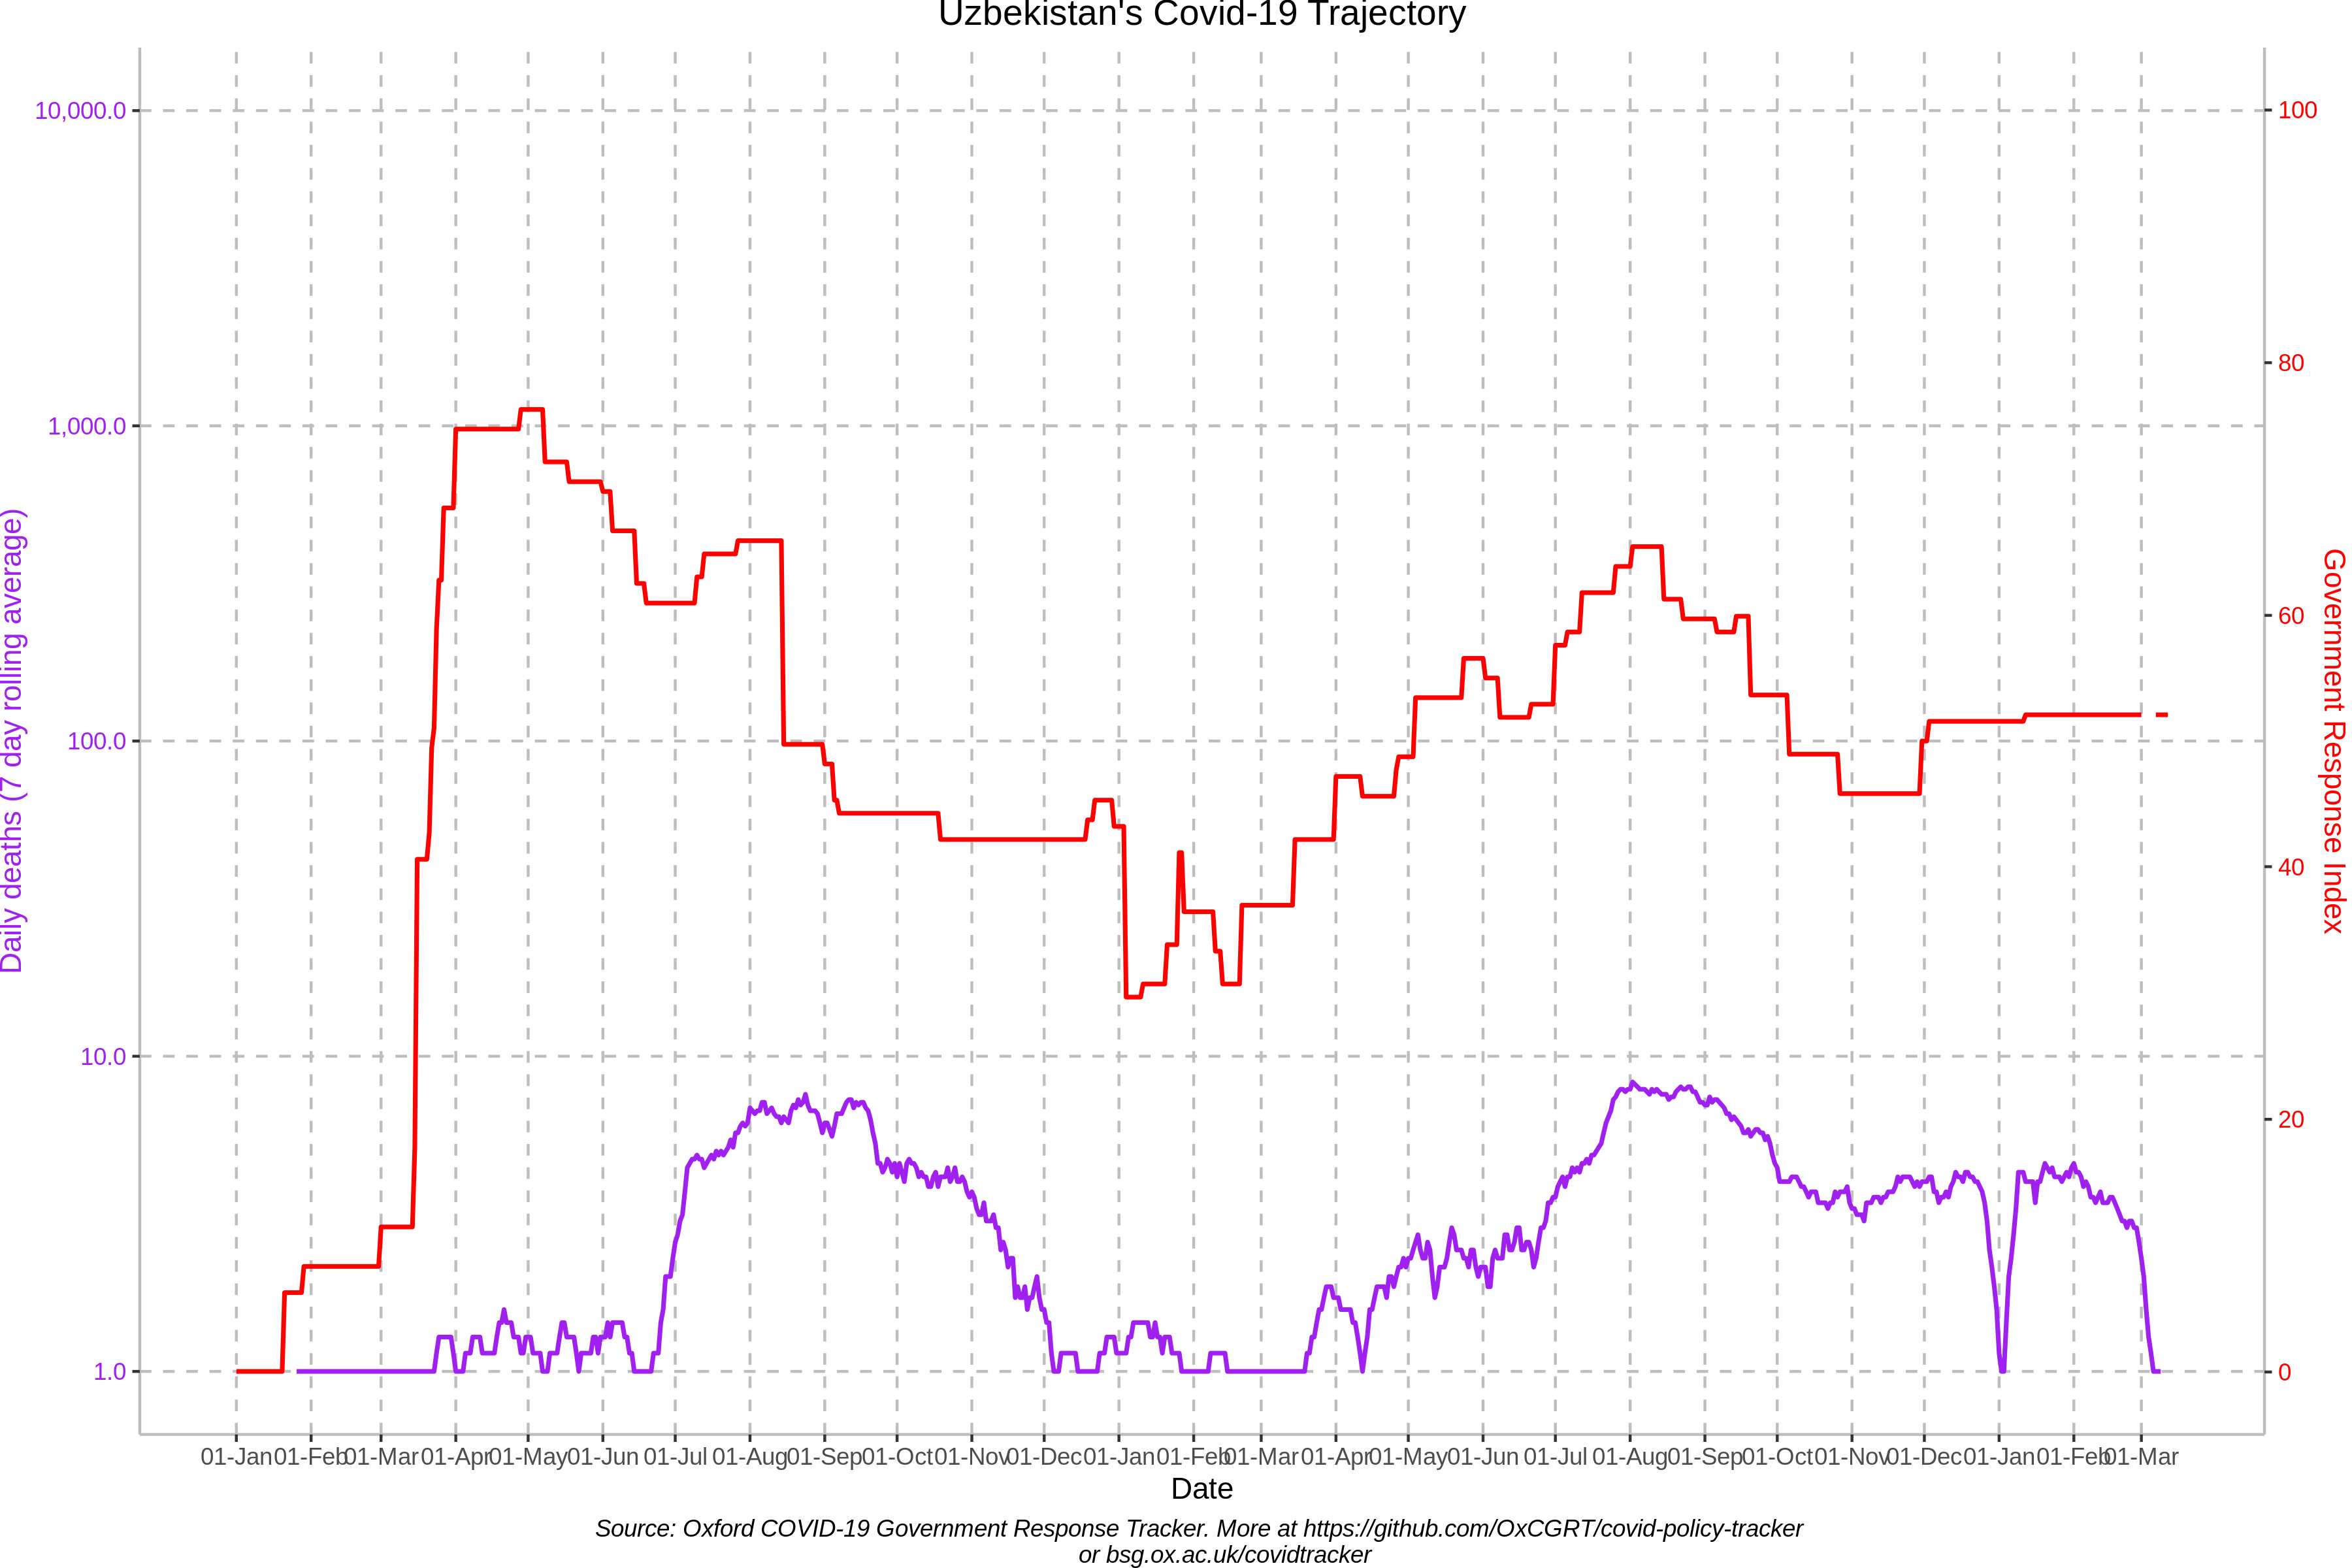 Uzbekistan's Covid-19 Trajectory
10,000.0
1,000.0
100.0
10.0
1.0
Daily deaths (7 day rolling average)
100
80
60
40
20
0
Government Response Index
01-Jan 01-Feb 01-Mar 01-Apr 01-May 01-Jun 01-Jul 01-Aug 01-Sep 01-Oct 01-Nov 01-Dec 01-Jan 01-Feb 01-Mar 01-Apr 01-May 01-Jun 01-Jul 01-Aug 01-Sep 01-Oct 01-Nov 01-Dec 01-Jan 01-Feb 01-Mar
Date
Source: Oxford COVID-19 Government Response Tracker. More at https://github.com/OxCGRT/covid-policy-tracker
or bsg.ox.ac.uk/covidtracker